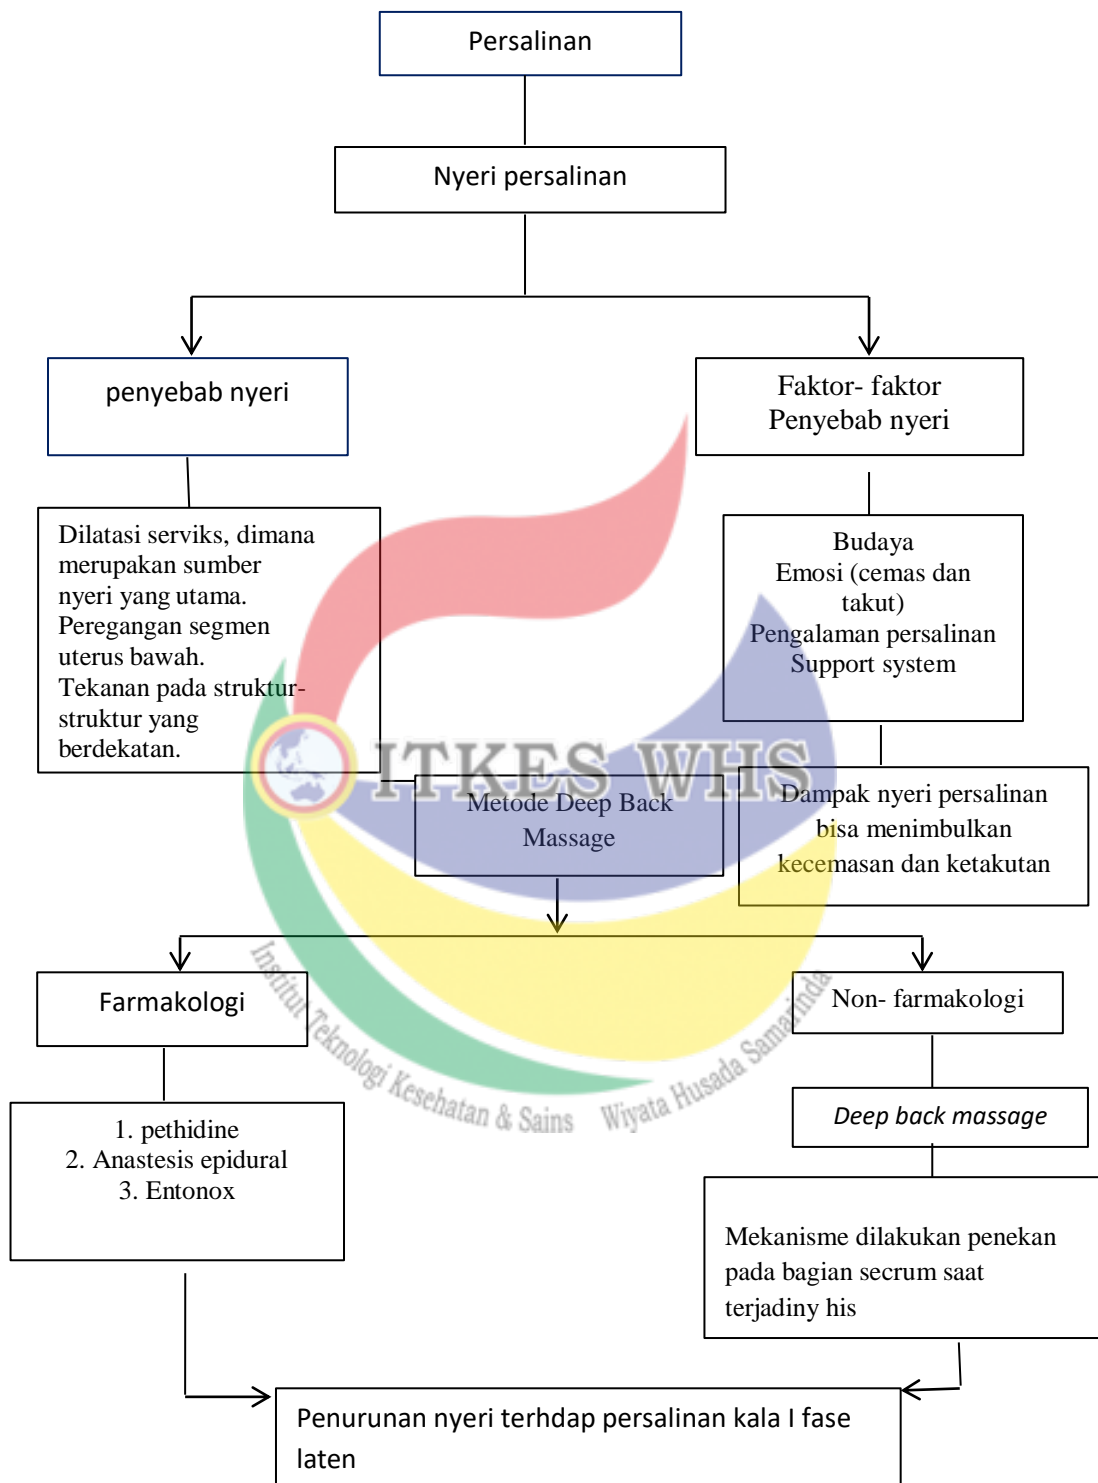 Persalinan
Nyeri persalinan
penyebab nyeri
Faktor- faktor
Penyebab nyeri
Dilatasi serviks, dimana
merupakan sumber
nyeri yang utama.
Peregangan segmen
uterus bawah.
Tekanan pada struktur-
struktur yang
berdekatan.
Budaya
Emosi (cemas dan
takut)
Pengalaman persalinan
Support system
ITKES WHS
Metode Deep Back
Massage
Dampak nyeri persalinan
bisa menimbulkan
kecemasan dan ketakutan
Farmakologi
Non- farmakologi
Institut Teknologi Kesehatan & Sains Wiyata Husada Samarinda
1. pethidine
2. Anastesis epidural
3. Entonox
Deep back massage
Mekanisme dilakukan penekan
pada bagian secrum saat
terjadiny his
Penurunan nyeri terhdap persalinan kala I fase
laten